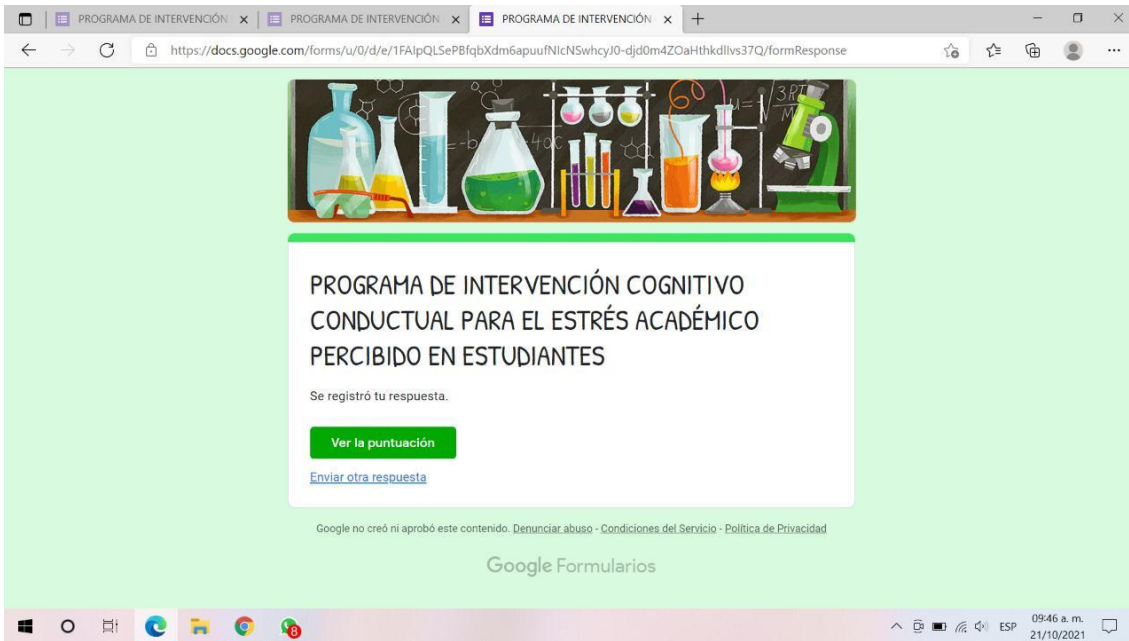 PROGRAMA DE INTERVENCIÓN
PROGRAMA DE INTERVENCIÓN
PROGRAMA DE INTERVENCIÓN
https://docs.google.com/forms/u/0/d/e/1FAIpQLSePBfqbXdm6apuufNIcNSwhcyJ0-djd0m4ZOaHthkdllvs37Q/formResponse
PROGRAMA DE INTERVENCIÓN COGNITIVO
CONDUCTUAL PARA EL ESTRÉS ACADÉMICO
PERCIBIDO EN ESTUDIANTES
Se registró tu respuesta.
Ver la puntuación
Enviar otra respuesta
Google no creó ni aprobó este contenido. Denunciar abuso - Condiciones del Servicio - Política de Privacidad
Google Formularios
8
ESP
09:46 a. m.
21/10/2021